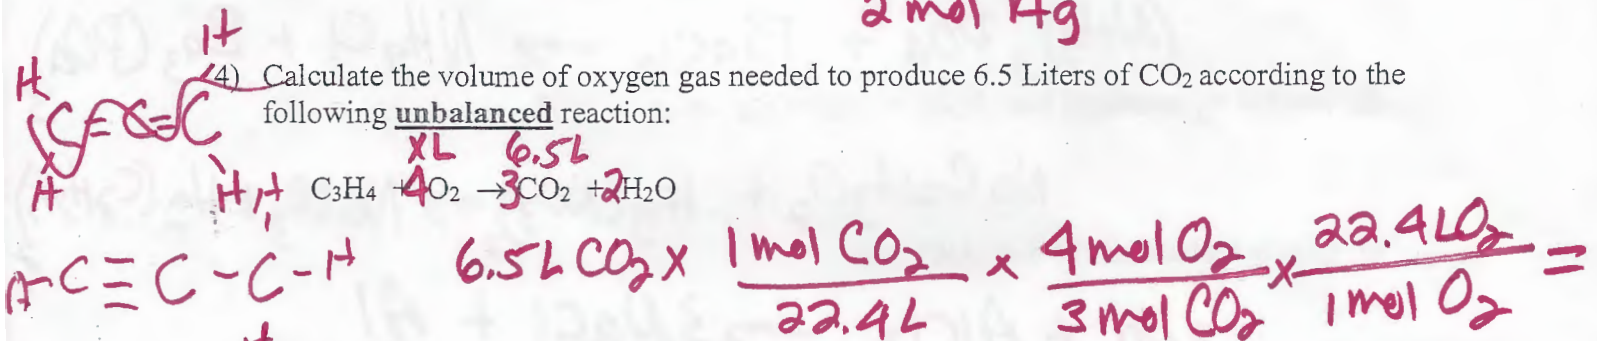 2 mol Hg
H
H
4) Calculate the volume of oxygen gas needed to produce 6.5 Liters of CO2 according to the
C=C=C following unbalanced reaction:
XL 6.5L
H H C3H4 +4O2 →3CO2 +2H2O
H
H-C≡C-C-H 6.5L CO2 x 1 mol CO2 / 22.4L x 4 mol O2 / 3 mol CO2 x 22.4LO2 / 1 mol O2 =
H